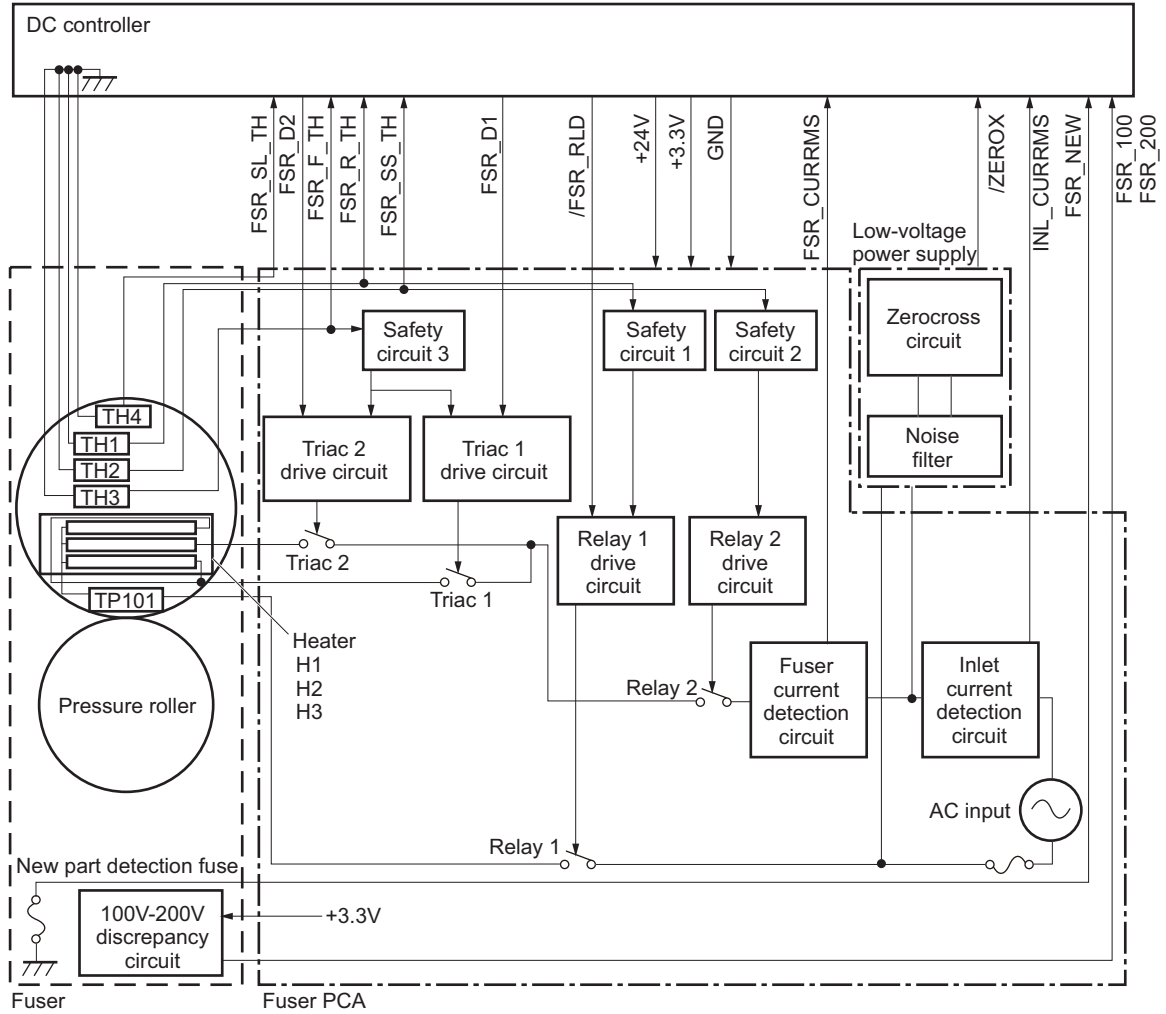 DC controller
FSR_SL_TH
FSR_D2
FSR_F_TH
FSR_R_TH
FSR_SS_TH
FSR_D1
/FSR_RLD
+24V
+3.3V
GND
FSR_CURRMS
/ZEROX
INL_CURRMS
FSR_NEW
FSR_100
FSR_200
Low-voltage
power supply
Zerocross
circuit
Noise
filter
Safety
circuit 3
Safety
circuit 1
Safety
circuit 2
TH4
TH1
TH2
TH3
Triac 2
drive circuit
Triac 1
drive circuit
Relay 1
drive
circuit
Relay 2
drive
circuit
Triac 2
Triac 1
TP101
Heater
H1
H2
H3
Pressure roller
Relay 2
Fuser
current
detection
circuit
Inlet
current
detection
circuit
AC input
Relay 1
New part detection fuse
100V-200V
discrepancy
circuit
+3.3V
Fuser
Fuser PCA